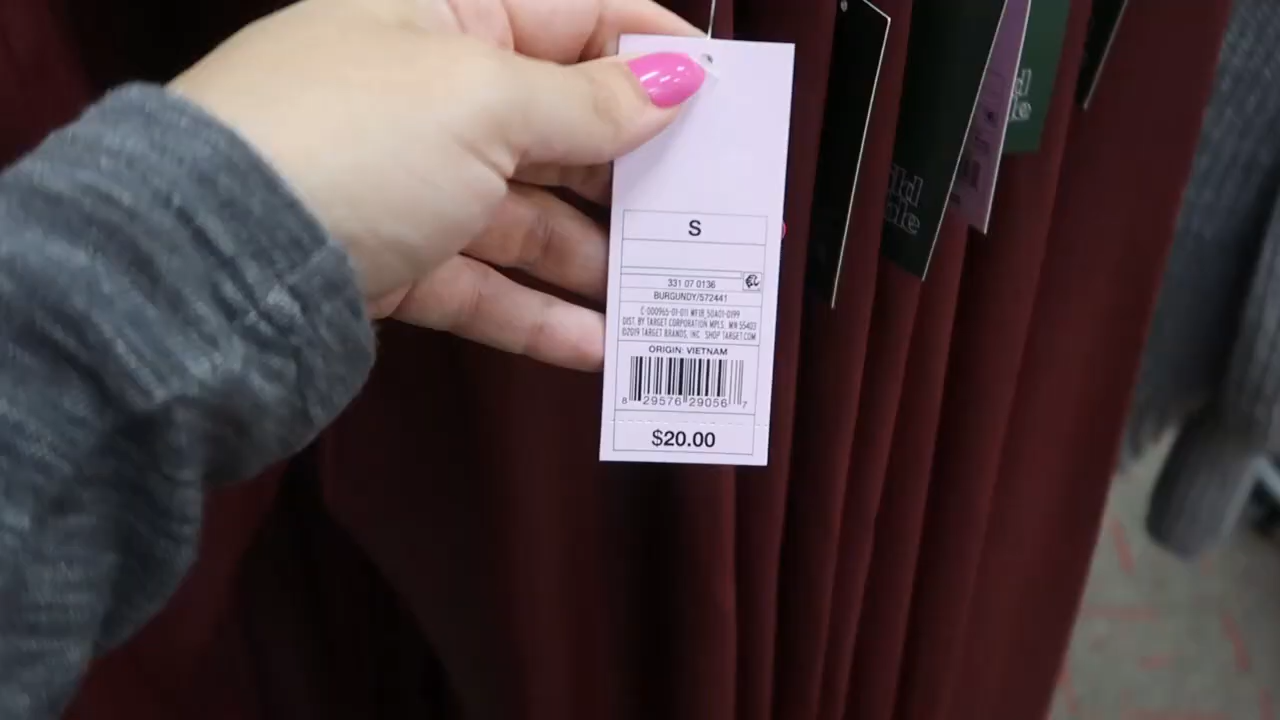 S
331 07 0136
BURGUNDY/572441
C-000965-01-011 WF18_50A01-0199
DIST. BY TARGET CORPORATION MPLS, MN 55403
©2019 TARGET BRANDS, INC SHOP TARGET.COM
ORIGIN: VIETNAM
8 29576 29056 7
$20.00